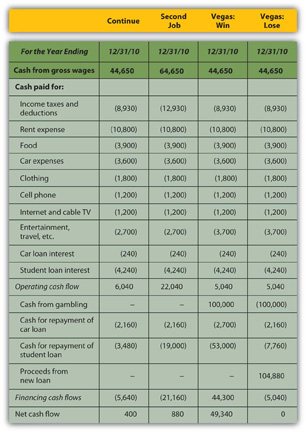 Continue Second Job Vegas: Win Vegas: Lose
For the Year Ending 12/31/10 12/31/10 12/31/10 12/31/10
Cash from gross wages 44,650 64,650 44,650 44,650
Cash paid for:
Income taxes and deductions (8,930) (12,930) (8,930) (8,930)
Rent expense (10,800) (10,800) (10,800) (10,800)
Food (3,900) (3,900) (3,900) (3,900)
Car expenses (3,600) (3,600) (3,600) (3,600)
Clothing (1,800) (1,800) (1,800) (1,800)
Cell phone (1,200) (1,200) (1,200) (1,200)
Internet and cable TV (1,200) (1,200) (1,200) (1,200)
Entertainment, travel, etc. (2,700) (2,700) (3,700) (3,700)
Car loan interest (240) (240) (240) (240)
Student loan interest (4,240) (4,240) (4,240) (4,240)
Operating cash flow 6,040 22,040 5,040 5,040
Cash from gambling – – 100,000 (100,000)
Cash for repayment of car loan (2,160) (2,160) (2,700) (2,160)
Cash for repayment of student loan (3,480) (19,000) (53,000) (7,760)
Proceeds from new loan – – – 104,880
Financing cash flows (5,640) (21,160) 44,300 (5,040)
Net cash flow 400 880 49,340 0